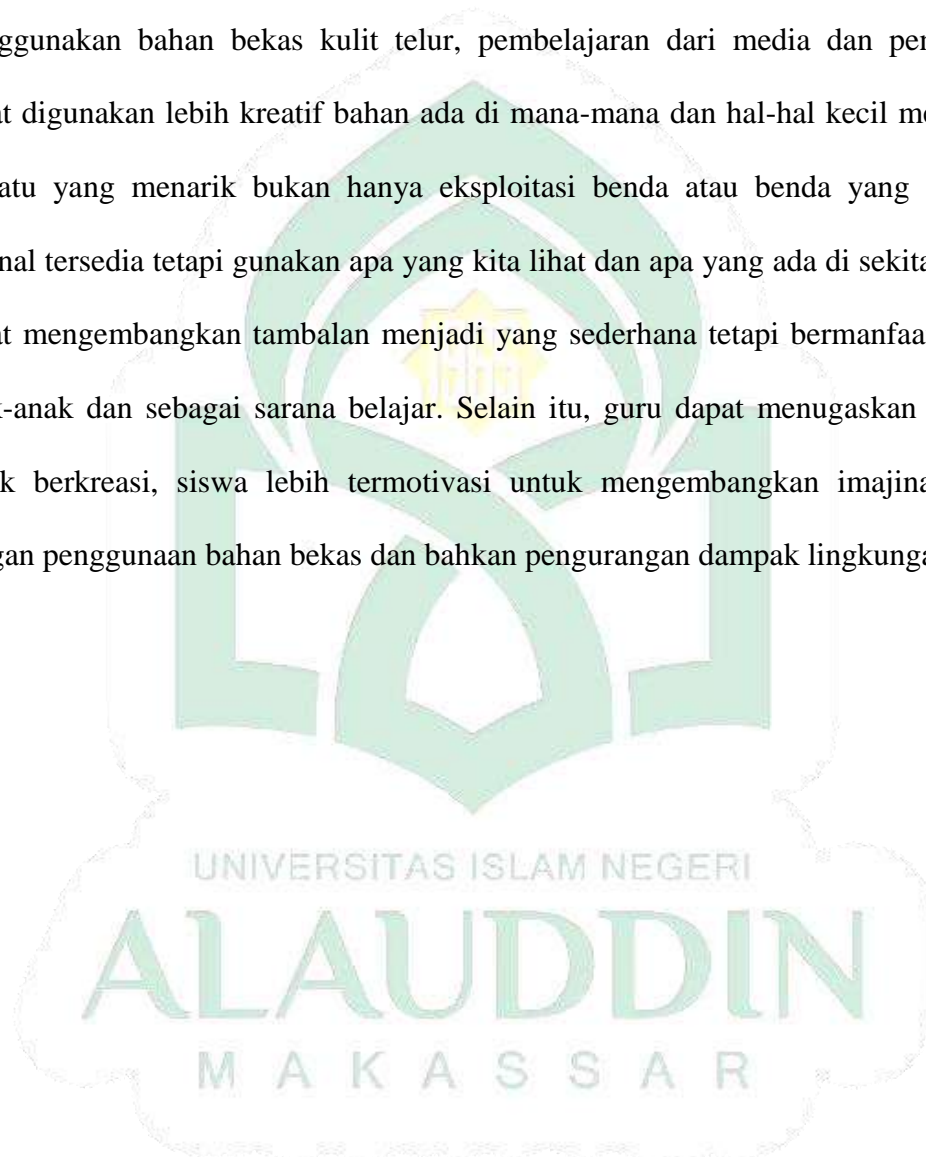 ggunakan bahan bekas kulit telur, pembelajaran dari media dan per
at digunakan lebih kreatif bahan ada di mana-mana dan hal-hal kecil me
atu yang menarik bukan hanya eksploitasi benda atau benda yang
nal tersedia tetapi gunakan apa yang kita lihat dan apa yang ada di sekita
at mengembangkan tambalan menjadi yang sederhana tetapi bermanfaa
k-anak dan sebagai sarana belajar. Selain itu, guru dapat menugaskan
k berkreasi, siswa lebih termotivasi untuk mengembangkan imajina
gan penggunaan bahan bekas dan bahkan pengurangan dampak lingkunga
UNIVERSITAS ISLAM NEGERI
ALAUDDIN
MAKASSAR